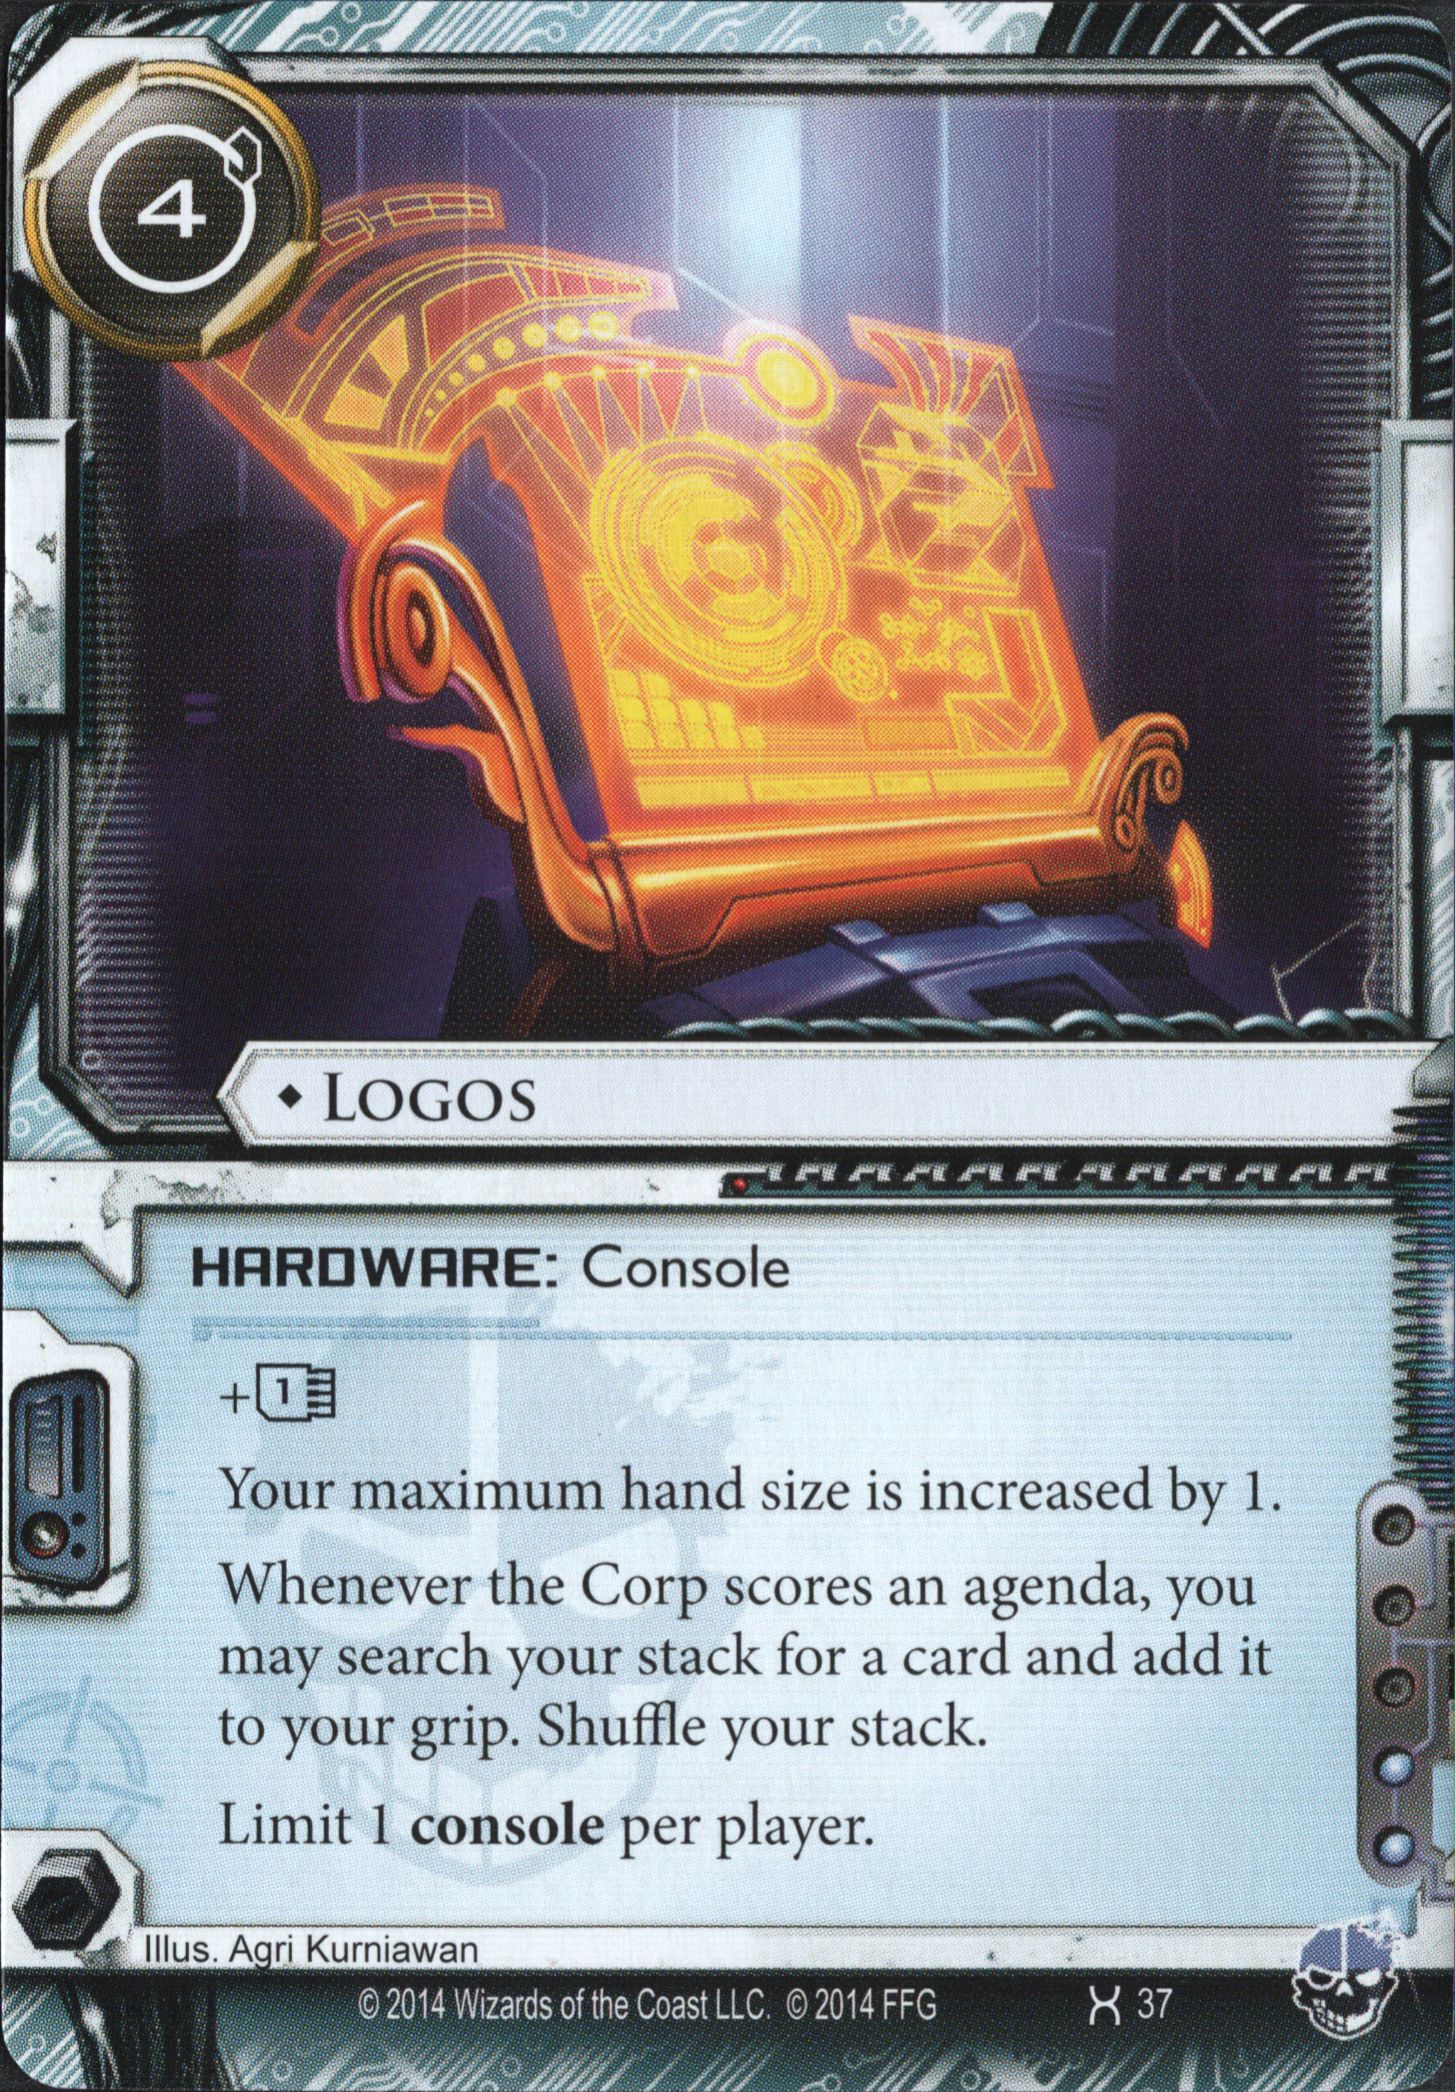 4
◆ LOGOS
HARDWARE: Console
+1
Your maximum hand size is increased by 1.
Whenever the Corp scores an agenda, you
may search your stack for a card and add it
to your grip. Shuffle your stack.
Limit 1 console per player.
Illus. Agri Kurniawan
© 2014 Wizards of the Coast LLC. © 2014 FFG
37